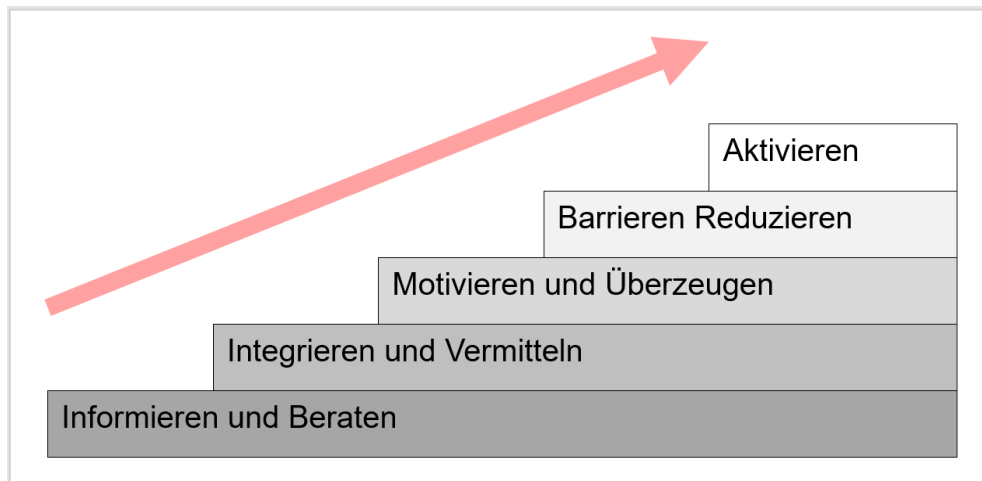 Aktivieren
Barrieren Reduzieren
Motivieren und Überzeugen
Integrieren und Vermitteln
Informieren und Beraten